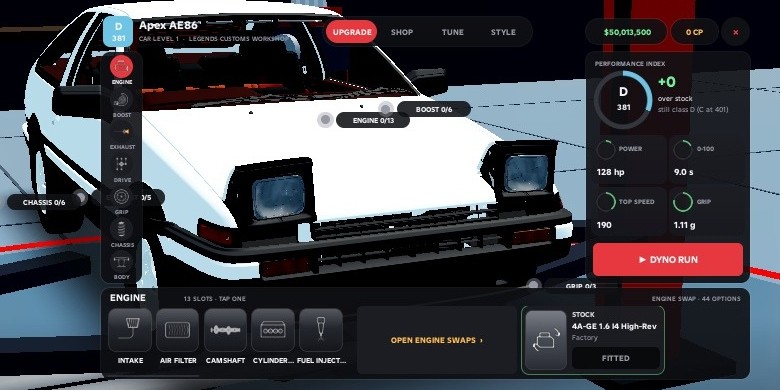 D
381
Apex AE86
CAR LEVEL 1 · LEGENDS CUSTOMS WORKSHOP
UPGRADE
SHOP
TUNE
STYLE
$50,013,500
0 CP
×
ENGINE
BOOST
EXHAUST
DRIVE
GRIP
CHASSIS
BODY
BOOST 0/6
ENGINE 0/13
CHASSIS 0/6
0/5
GRIP 0/3
PERFORMANCE INDEX
D
381
+0
over stock
still class D (C at 401)
POWER
128 hp
0-100
9.0 s
TOP SPEED
190
GRIP
1.11 g
▶ DYNO RUN
ENGINE
13 SLOTS · TAP ONE
ENGINE SWAP · 44 OPTIONS
INTAKE
AIR FILTER
CAMSHAFT
CYLINDER...
FUEL INJECT...
OPEN ENGINE SWAPS ›
STOCK
4A-GE 1.6 I4 High-Rev
Factory
FITTED